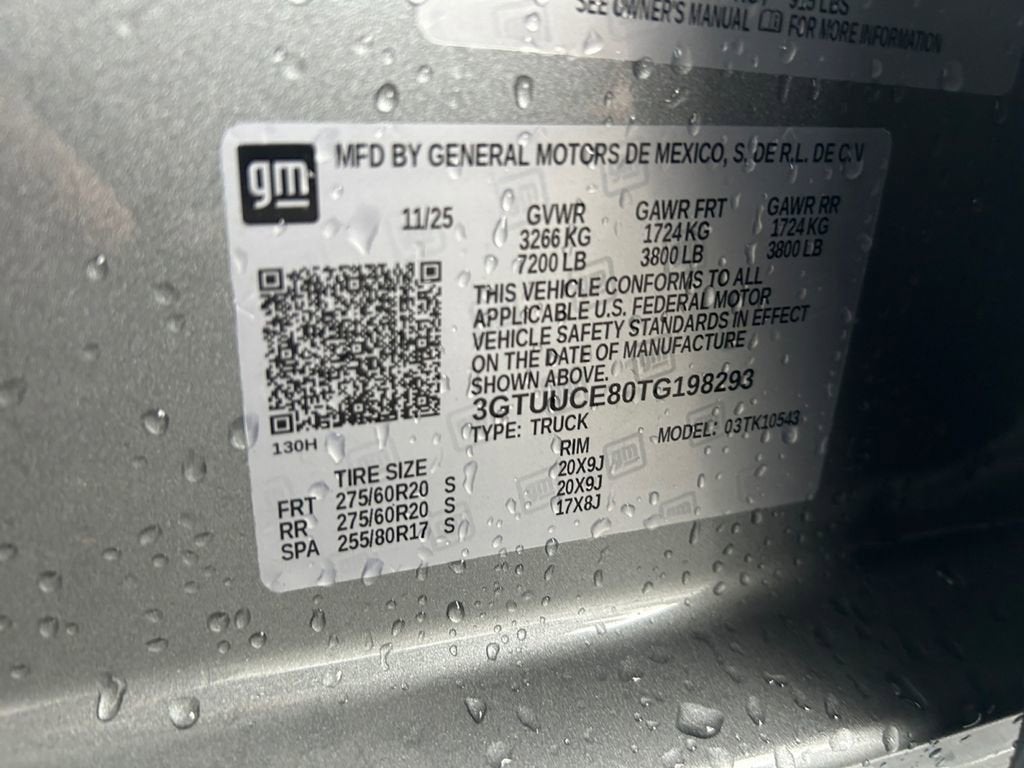 915 LBS
SEE OWNER'S MANUAL FOR MORE INFORMATION
gm
MFD BY GENERAL MOTORS DE MEXICO, S. DE R.L. DE C.V
11/25 GVWR GAWR FRT GAWR RR
3266 KG 1724 KG 1724 KG
7200 LB 3800 LB 3800 LB
THIS VEHICLE CONFORMS TO ALL
APPLICABLE U.S. FEDERAL MOTOR
VEHICLE SAFETY STANDARDS IN EFFECT
ON THE DATE OF MANUFACTURE
SHOWN ABOVE.
3GTUUCE80TG198293
TYPE: TRUCK MODEL: 03TK10543
130H
TIRE SIZE RIM
FRT 275/60R20 S 20X9J
RR 275/60R20 S 20X9J
SPA 255/80R17 S 17X8J